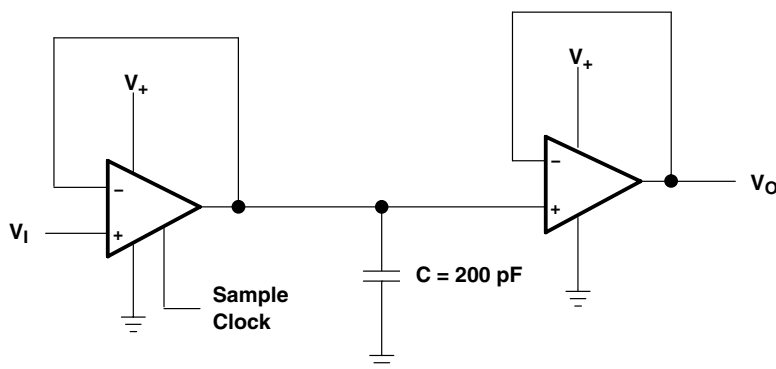 V+
V+
−
−
VO
VI
+
+
C = 200 pF
Sample
Clock